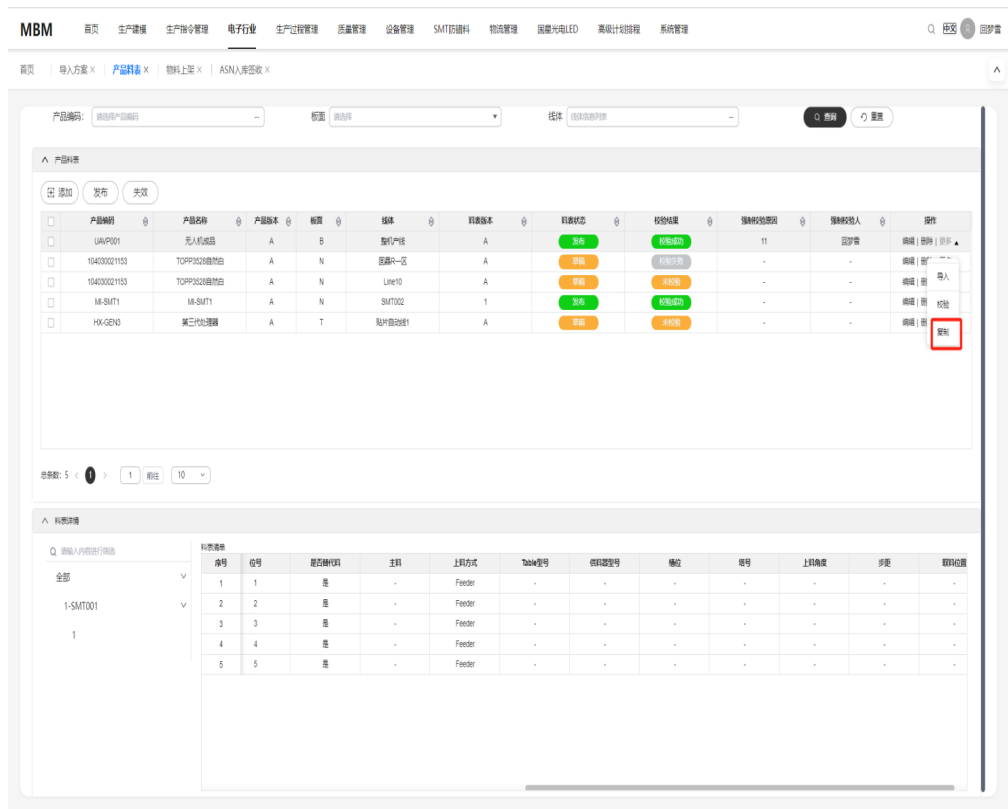 MBM 首页 生产建模 生产指令管理 电子行业 生产过程管理 质量管理 设备管理 SMT防错料 物流管理 国星光电LED 高级计划排程 系统管理 中文 回梦雪
首页 导入方案 × 产品料表 × 物料上架 × ASN入库签收 ×
产品编码: 请选择产品编码 ... 板面 请选择 线体 线体信息列表 ... 查询 重置
产品料表
添加 发布 失效
产品编码 产品名称 产品版本 板面 线体 料表版本 料表状态 校验结果 强制校验原因 强制校验人 操作
UAVP001 无人机成品 A B 整机产线 A 发布 校验成功 11 回梦雪 编辑 | 删除 | 更多
104030021153 TOPP3528自然白 A N 国星R一区 A 草稿 校验失败 - - 编辑 |
导入
104030021153 TOPP3528自然白 A N Line10 A 草稿 未校验 - - 编辑 |
MI-SMT1 MI-SMT1 A N SMT002 1 发布 校验成功 - - 编辑 |
校验
HX-GEN3 第三代处理器 A T 贴片自动线1 A 草稿 未校验 - - 编辑 |
复制
总条数: 5 < 1 > 1 前往 10
料表详情
请输入内容进行筛选
料表清单
序号 位号 是否替代料 主料 上料方式 Table型号 供料器型号 槽位 塔号 上料角度 步距 取料位置
全部
1 1 是 - Feeder - - - - - - -
1-SMT001
2 2 是 - Feeder - - - - - - -
3 3 是 - Feeder - - - - - - -
1
4 4 是 - Feeder - - - - - - -
5 5 是 - Feeder - - - - - - -